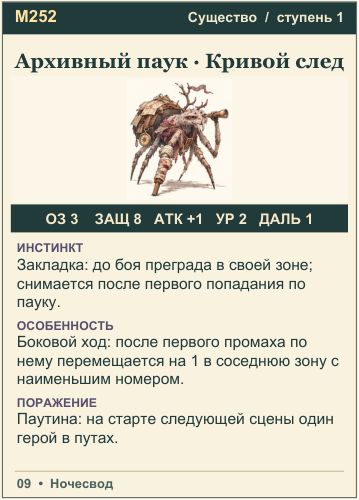 M252
Существо / ступень 1
Архивный паук · Кривой след
ОЗ 3 ЗАЩ 8 АТК +1 УР 2 ДАЛЬ 1
ИНСТИНКТ
Закладка: до боя преграда в своей зоне;
снимается после первого попадания по
пауку.
ОСОБЕННОСТЬ
Боковой ход: после первого промаха по
нему перемещается на 1 в соседнюю зону с
наименьшим номером.
ПОРАЖЕНИЕ
Паутина: на старте следующей сцены один
герой в путах.
09 • Ночесвод